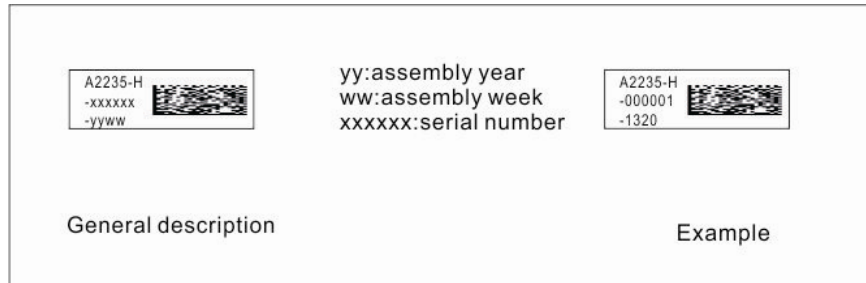 A2235-H
-xxxxxx
-yyww
yy:assembly year
ww:assembly week
xxxxxx:serial number
A2235-H
-000001
-1320
General description
Example